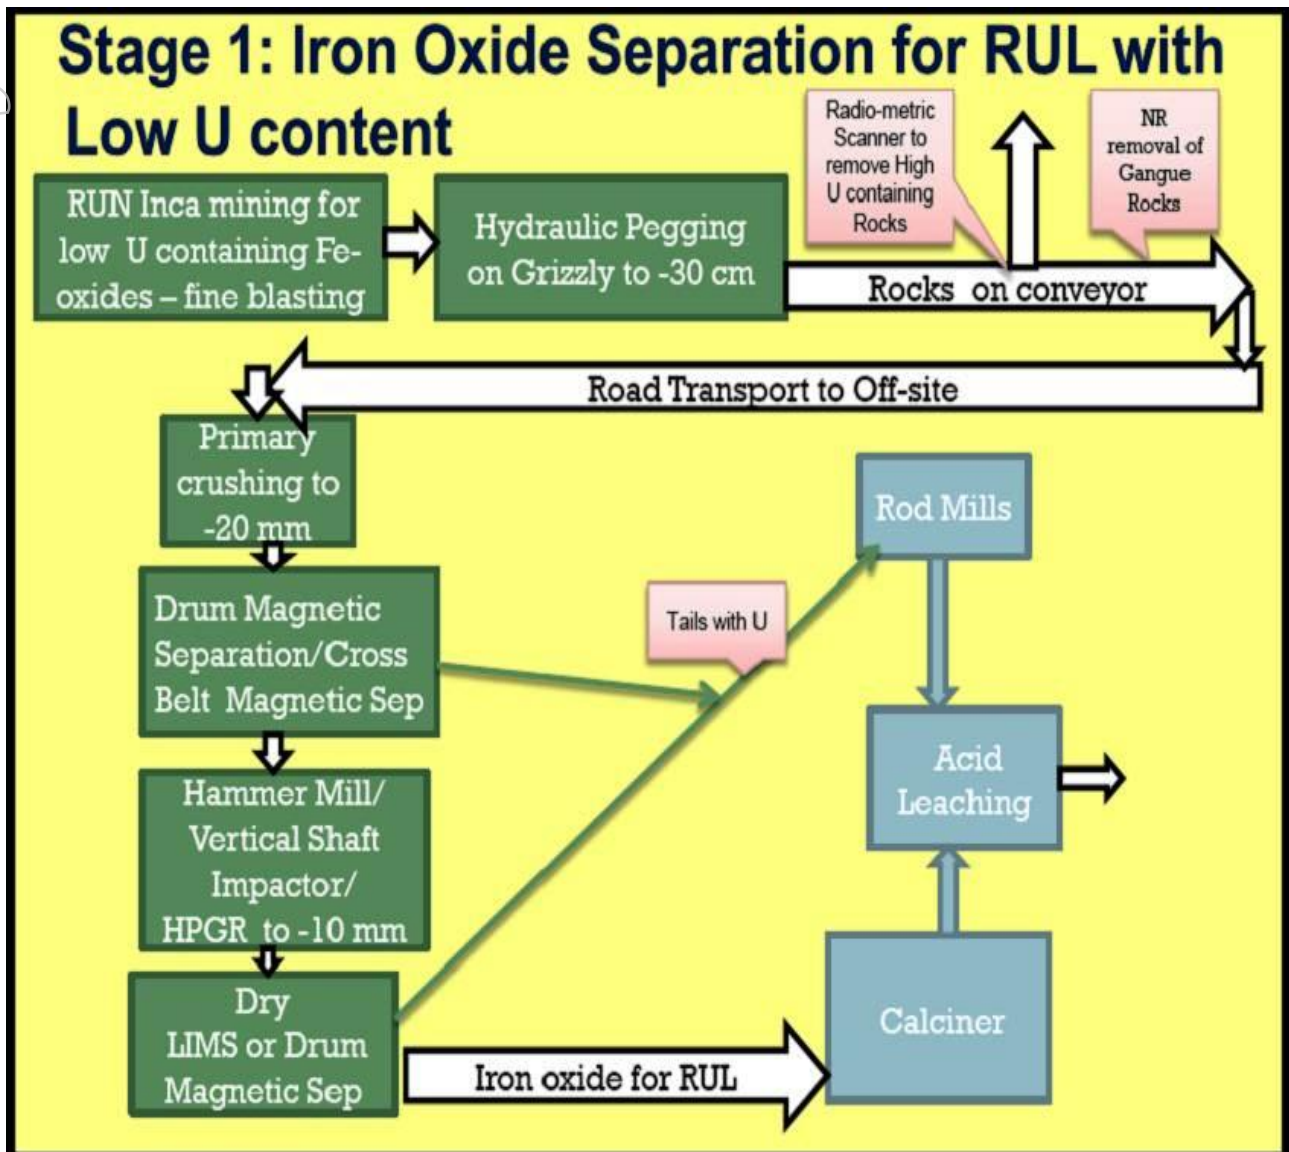 Stage 1: Iron Oxide Separation for RUL with
Low U content
Radio-metric
Scanner to
remove High
U containing
Rocks
NR
removal of
Gangue
Rocks
RUN Inca mining for
low U containing Fe-
oxides – fine blasting
Hydraulic Pegging
on Grizzly to -30 cm
Rocks on conveyor
Road Transport to Off-site
Primary
crushing to
-20 mm
Rod Mills
Drum Magnetic
Separation/Cross
Belt Magnetic Sep
Tails with U
Acid
Leaching
Hammer Mill/
Vertical Shaft
Impactor/
HPGR to -10 mm
Dry
LIMS or Drum
Magnetic Sep
Iron oxide for RUL
Calciner